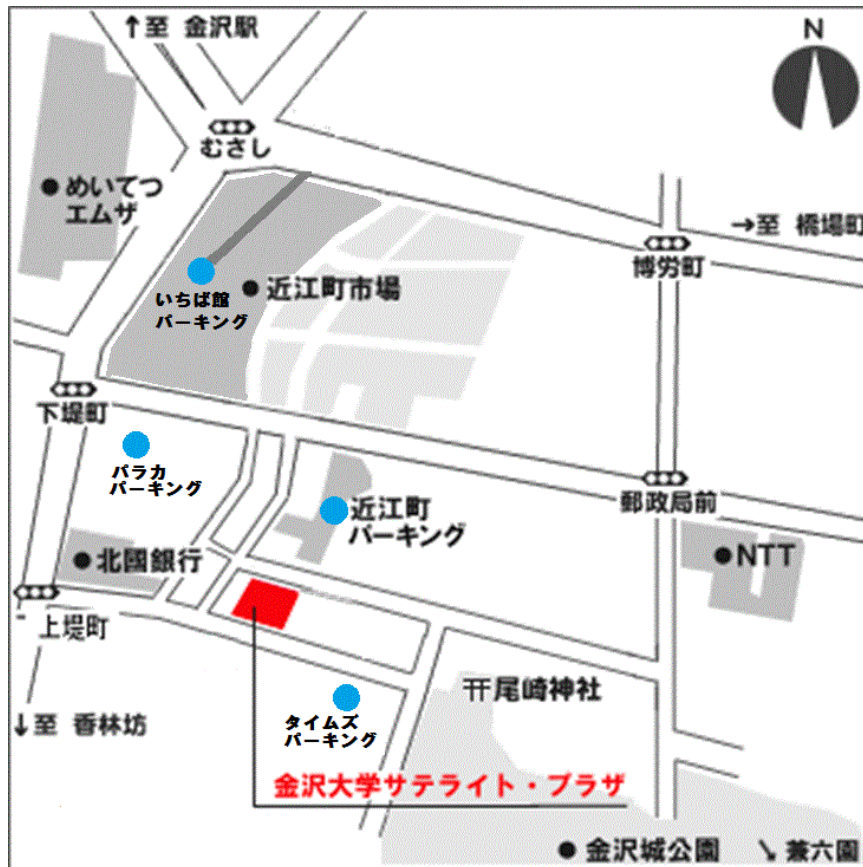 ↑至 金沢駅
N
むさし
●めいてつ
エムザ
→至 橋場町
博労町
●近江町市場
いちば館
パーキング
下堤町
パラカ
パーキング
郵政局前
近江町
パーキング
●北國銀行
●NTT
上堤町
尾崎神社
↓至 香林坊
タイムズ
パーキング
金沢大学サテライト・プラザ
●金沢城公園 ↘兼六園